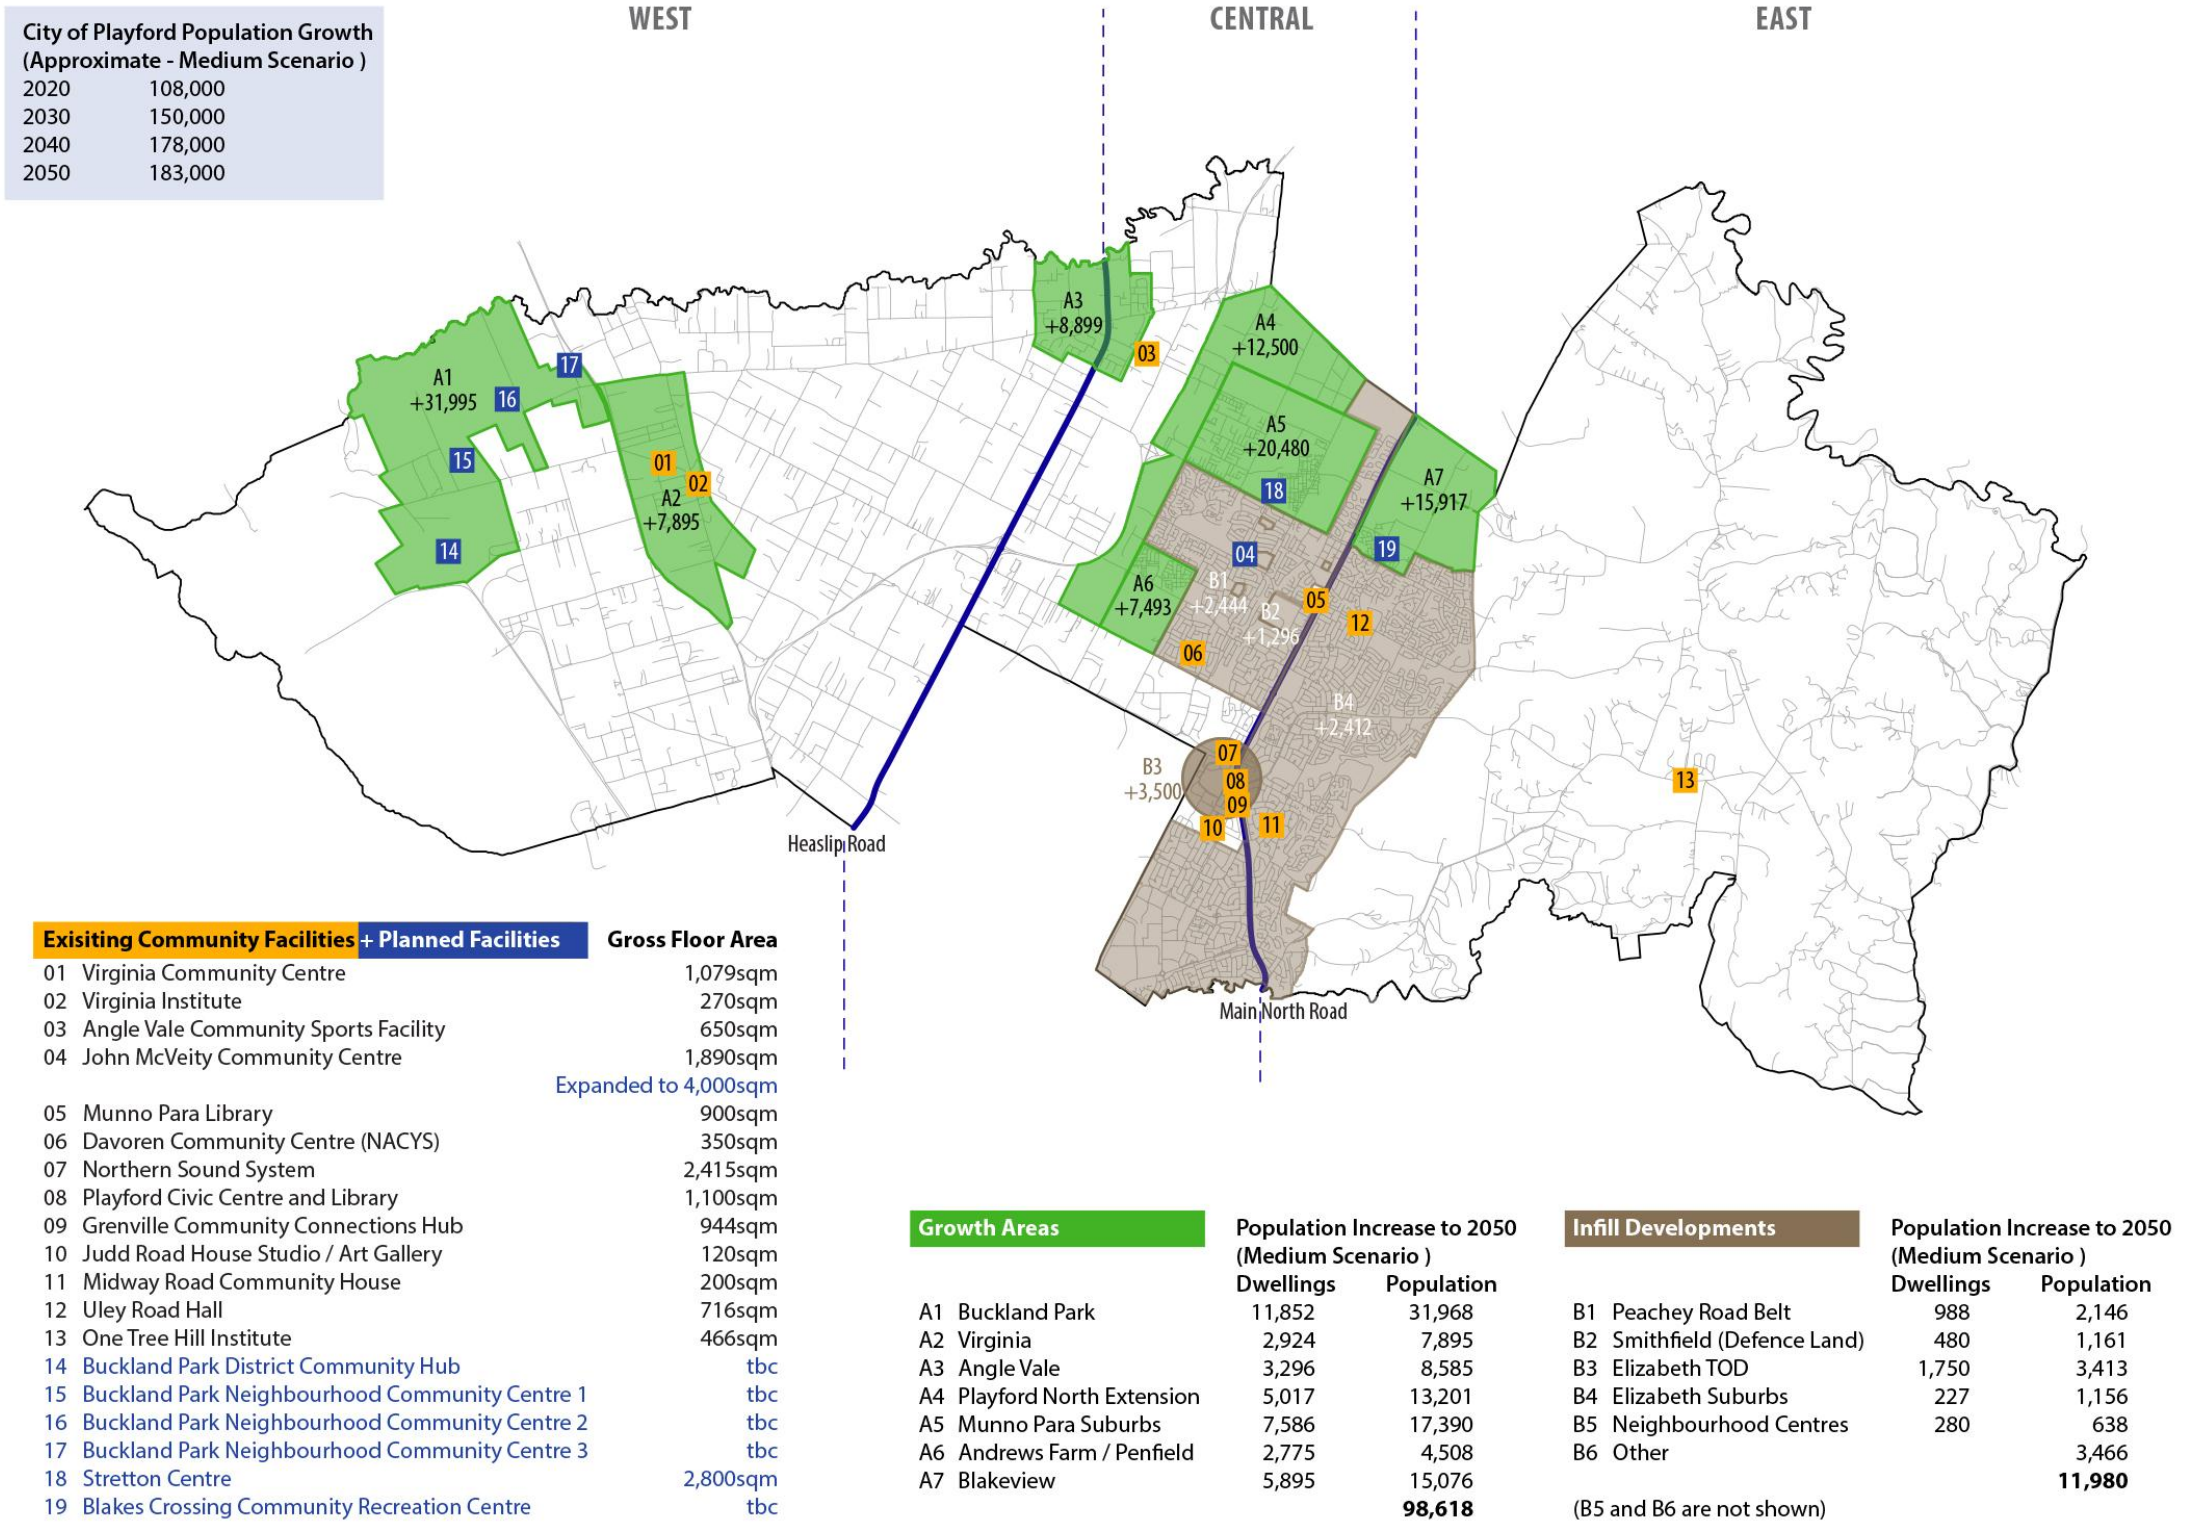 WEST
CENTRAL
EAST
City of Playford Population Growth
(Approximate - Medium Scenario )
2020 108,000
2030 150,000
2040 178,000
2050 183,000
A3
+8,899
03
A4
+12,500
17
A1
+31,995
16
15
14
01
02
A2
+7,895
A5
+20,480
18
A7
+15,917
19
04
A6
+7,493
B1
+2,444
B2
+1,296
05
12
06
B4
+2,412
07
B3
+3,500
08
09
10
11
13
Heaslip Road
Main North Road
Exisiting Community Facilities + Planned Facilities Gross Floor Area
01 Virginia Community Centre 1,079sqm
02 Virginia Institute 270sqm
03 Angle Vale Community Sports Facility 650sqm
04 John McVeity Community Centre 1,890sqm
Expanded to 4,000sqm
05 Munno Para Library 900sqm
06 Davoren Community Centre (NACYS) 350sqm
07 Northern Sound System 2,415sqm
08 Playford Civic Centre and Library 1,100sqm
09 Grenville Community Connections Hub 944sqm
10 Judd Road House Studio / Art Gallery 120sqm
11 Midway Road Community House 200sqm
12 Uley Road Hall 716sqm
13 One Tree Hill Institute 466sqm
14 Buckland Park District Community Hub tbc
15 Buckland Park Neighbourhood Community Centre 1 tbc
16 Buckland Park Neighbourhood Community Centre 2 tbc
17 Buckland Park Neighbourhood Community Centre 3 tbc
18 Stretton Centre 2,800sqm
19 Blakes Crossing Community Recreation Centre tbc
Growth Areas Population Increase to 2050
(Medium Scenario )
Dwellings Population
A1 Buckland Park 11,852 31,968
A2 Virginia 2,924 7,895
A3 Angle Vale 3,296 8,585
A4 Playford North Extension 5,017 13,201
A5 Munno Para Suburbs 7,586 17,390
A6 Andrews Farm / Penfield 2,775 4,508
A7 Blakeview 5,895 15,076
98,618
Infill Developments Population Increase to 2050
(Medium Scenario )
Dwellings Population
B1 Peachey Road Belt 988 2,146
B2 Smithfield (Defence Land) 480 1,161
B3 Elizabeth TOD 1,750 3,413
B4 Elizabeth Suburbs 227 1,156
B5 Neighbourhood Centres 280 638
B6 Other 3,466
11,980
(B5 and B6 are not shown)